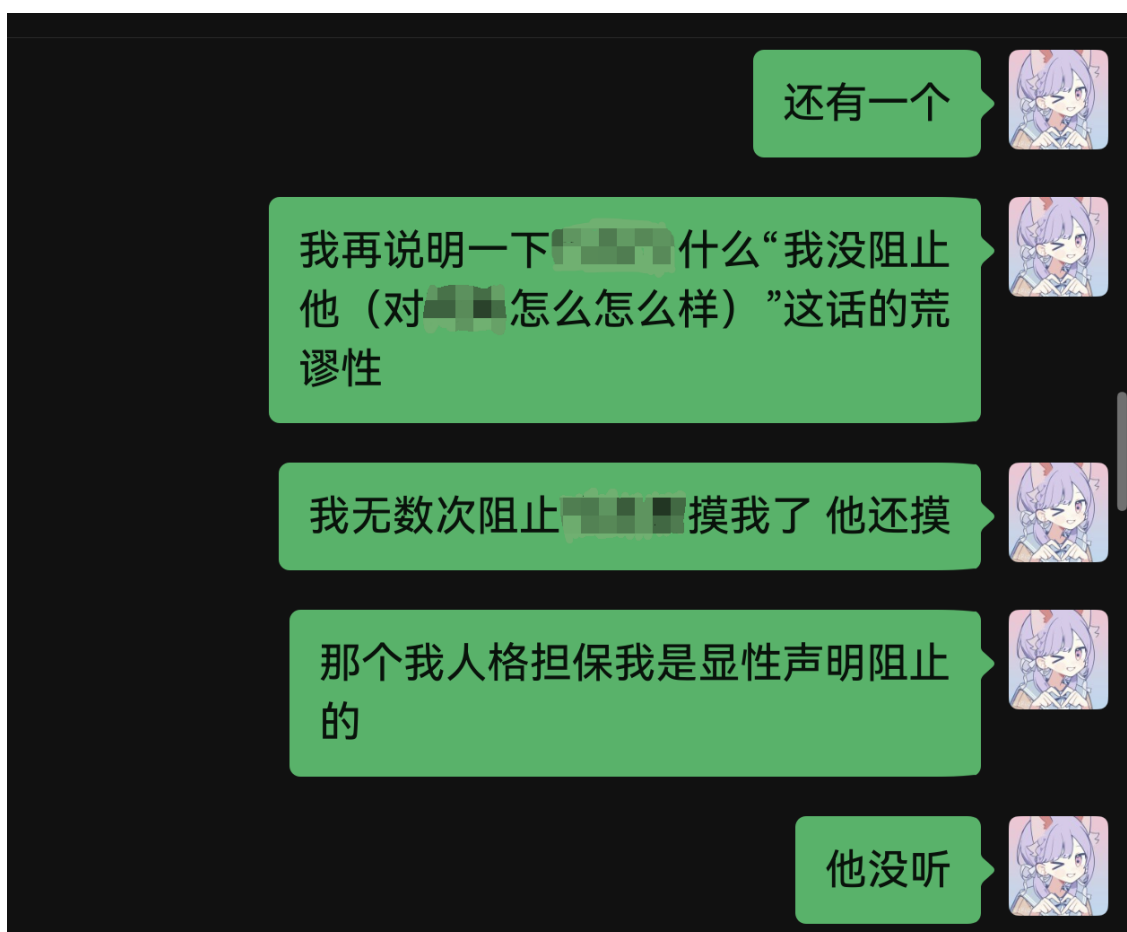 还有一个
我再说明一下什么“我没阻止
他（对怎么怎么样）”这话的荒
谬性
我无数次阻止摸我了 他还摸
那个我人格担保我是显性声明阻止
的
他没听